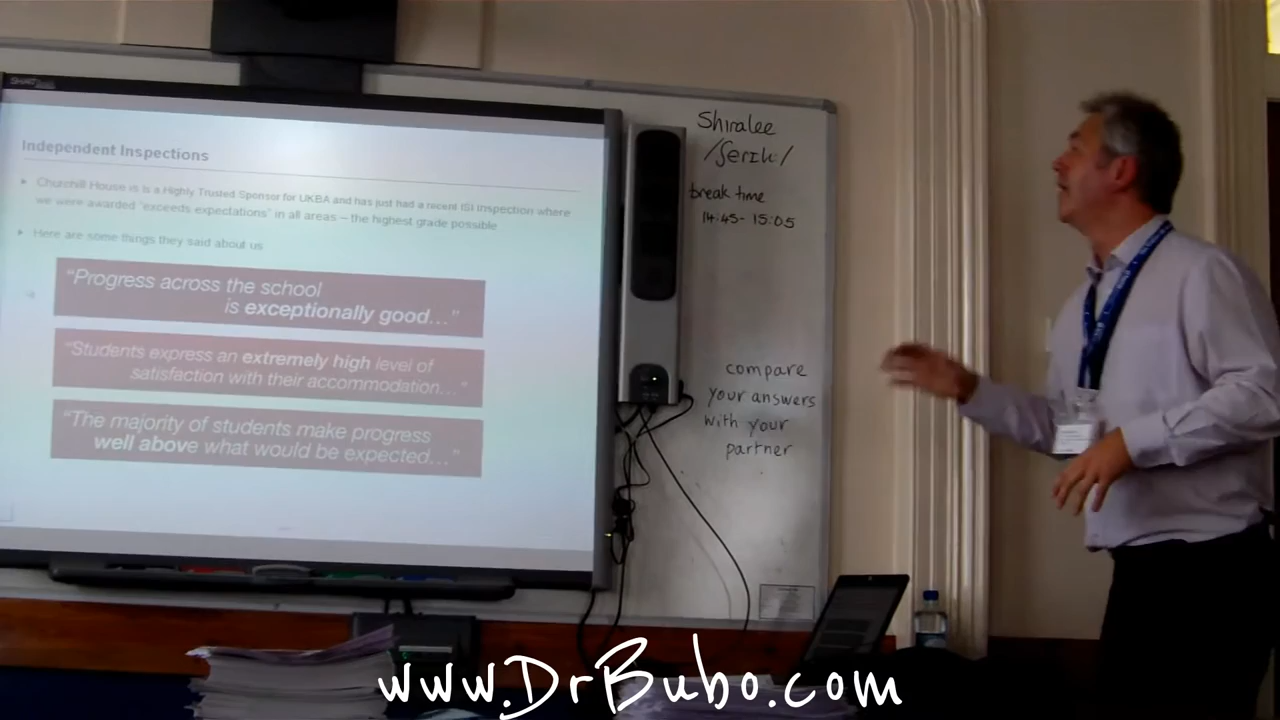 SMART
Independent Inspections
Churchill House is is a Highly Trusted Sponsor for UKBA and has just had a recent ISI Inspection where
we were awarded "exceeds expectations" in all areas – the highest grade possible
Here are some things they said about us
"Progress across the school
is exceptionally good…"
"Students express an extremely high level of
satisfaction with their accommodation…"
"The majority of students make progress
well above what would be expected…"
Shiralee
break time
14:45- 15:05
compare
your answers
with your
partner
www.DrBubo.com